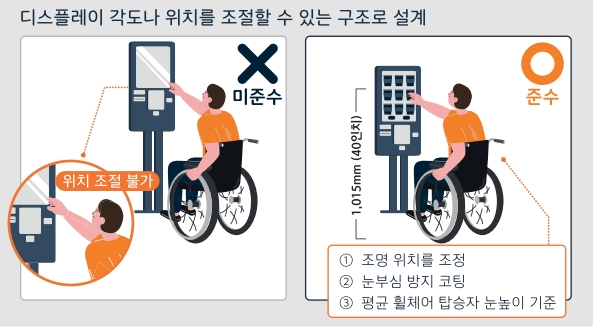 디스플레이 각도나 위치를 조절할 수 있는 구조로 설계
미준수
위치 조절 불가
준수
1,015mm (40인치)
① 조명 위치를 조정
② 눈부심 방지 코팅
③ 평균 휠체어 탑승자 눈높이 기준